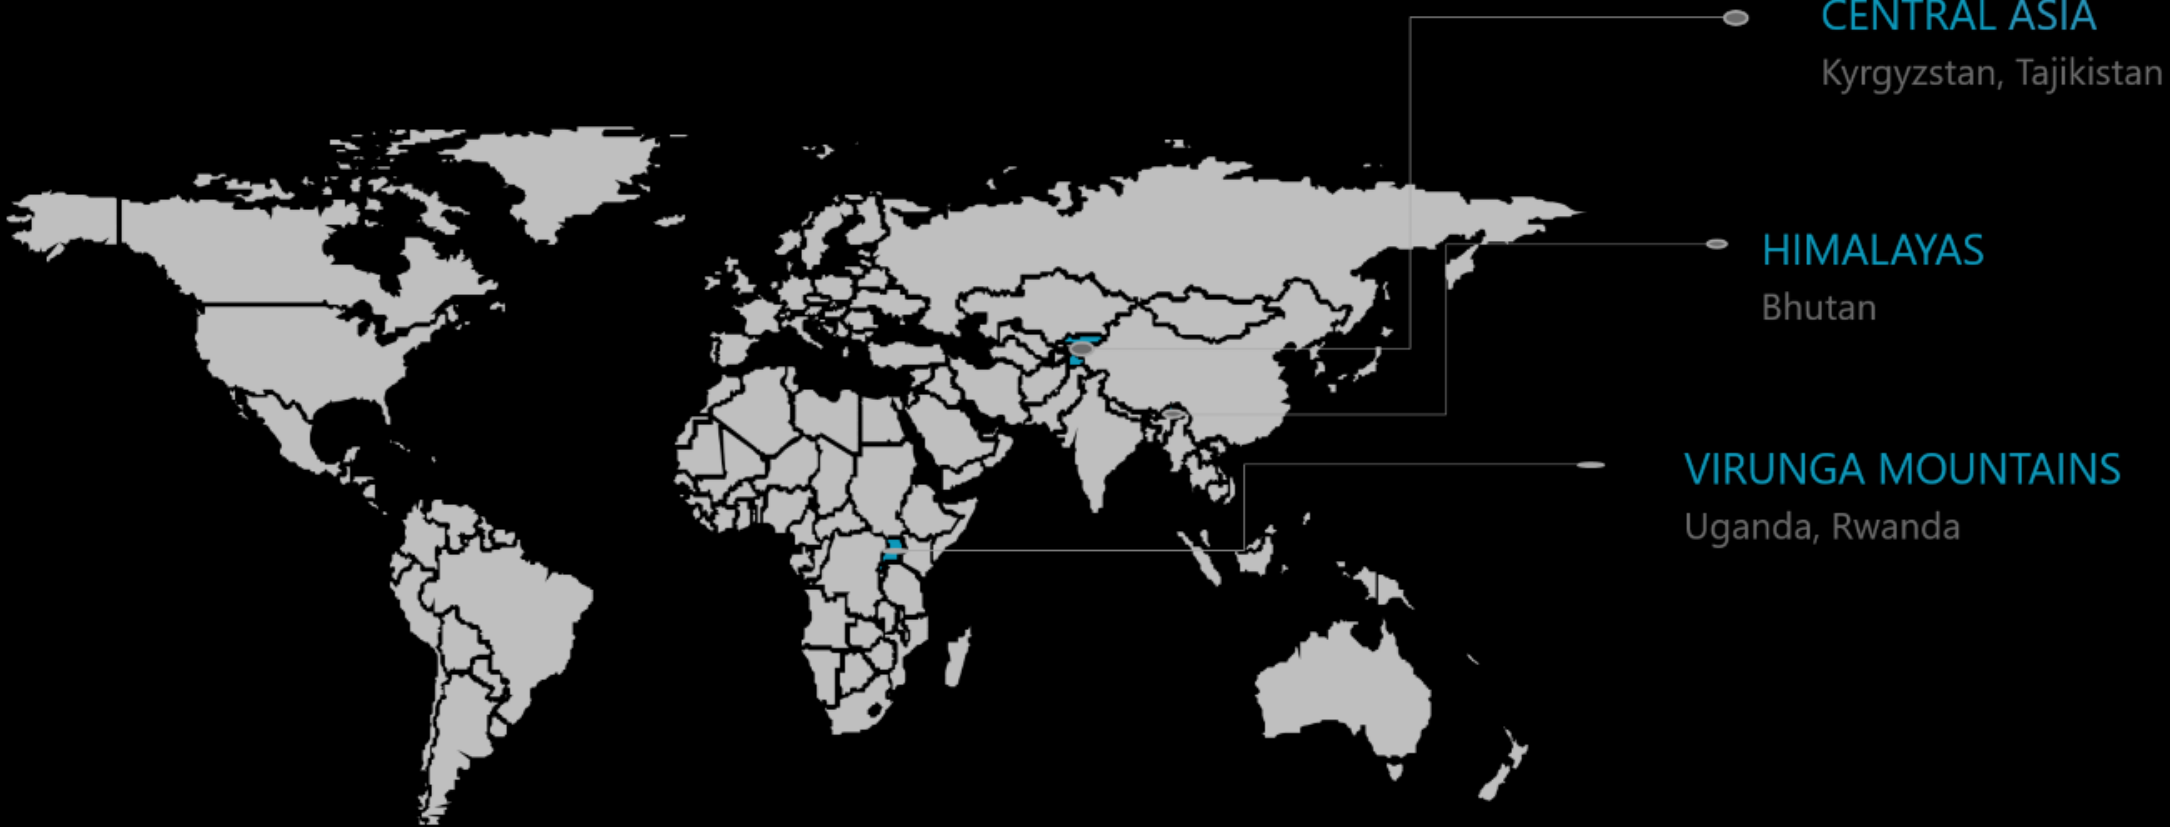 CENTRAL ASIA
Kyrgyzstan, Tajikistan
HIMALAYAS
Bhutan
VIRUNGA MOUNTAINS
Uganda, Rwanda